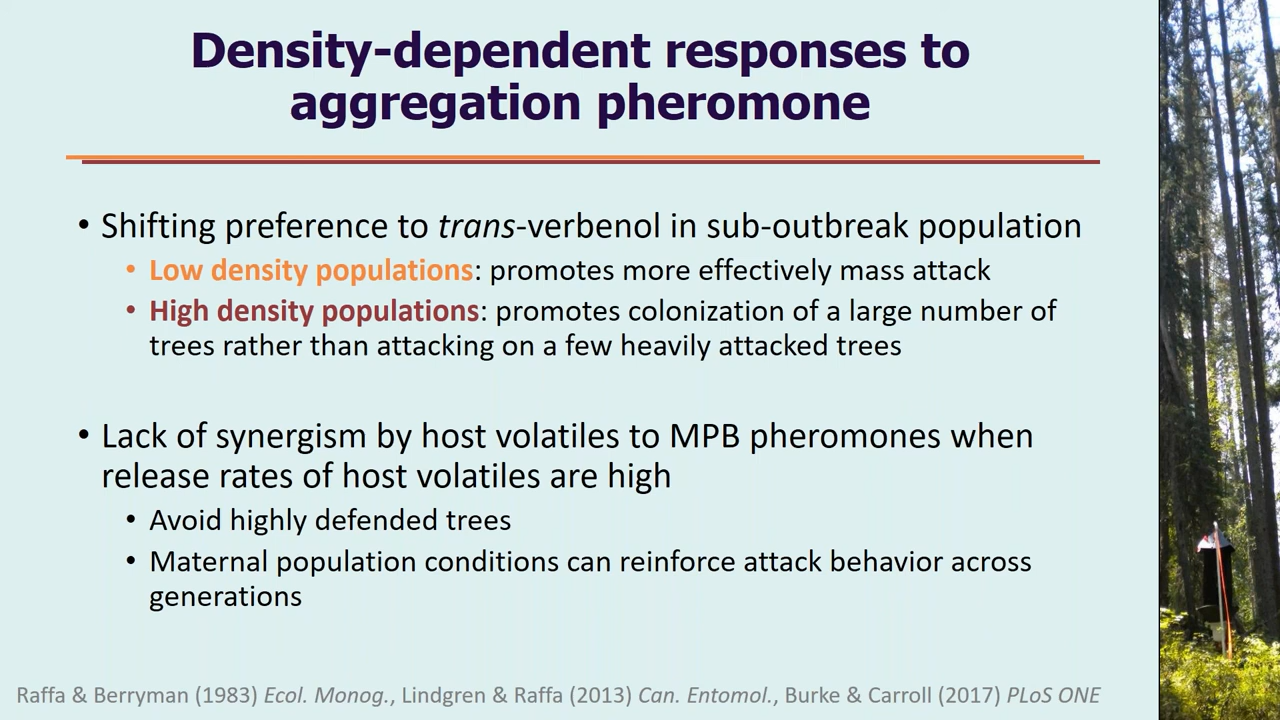 Density-dependent responses to
aggregation pheromone
• Shifting preference to trans-verbenol in sub-outbreak population
• Low density populations: promotes more effectively mass attack
• High density populations: promotes colonization of a large number of
trees rather than attacking on a few heavily attacked trees
• Lack of synergism by host volatiles to MPB pheromones when
release rates of host volatiles are high
• Avoid highly defended trees
• Maternal population conditions can reinforce attack behavior across
generations
Raffa & Berryman (1983) Ecol. Monog., Lindgren & Raffa (2013) Can. Entomol., Burke & Carroll (2017) PLoS ONE